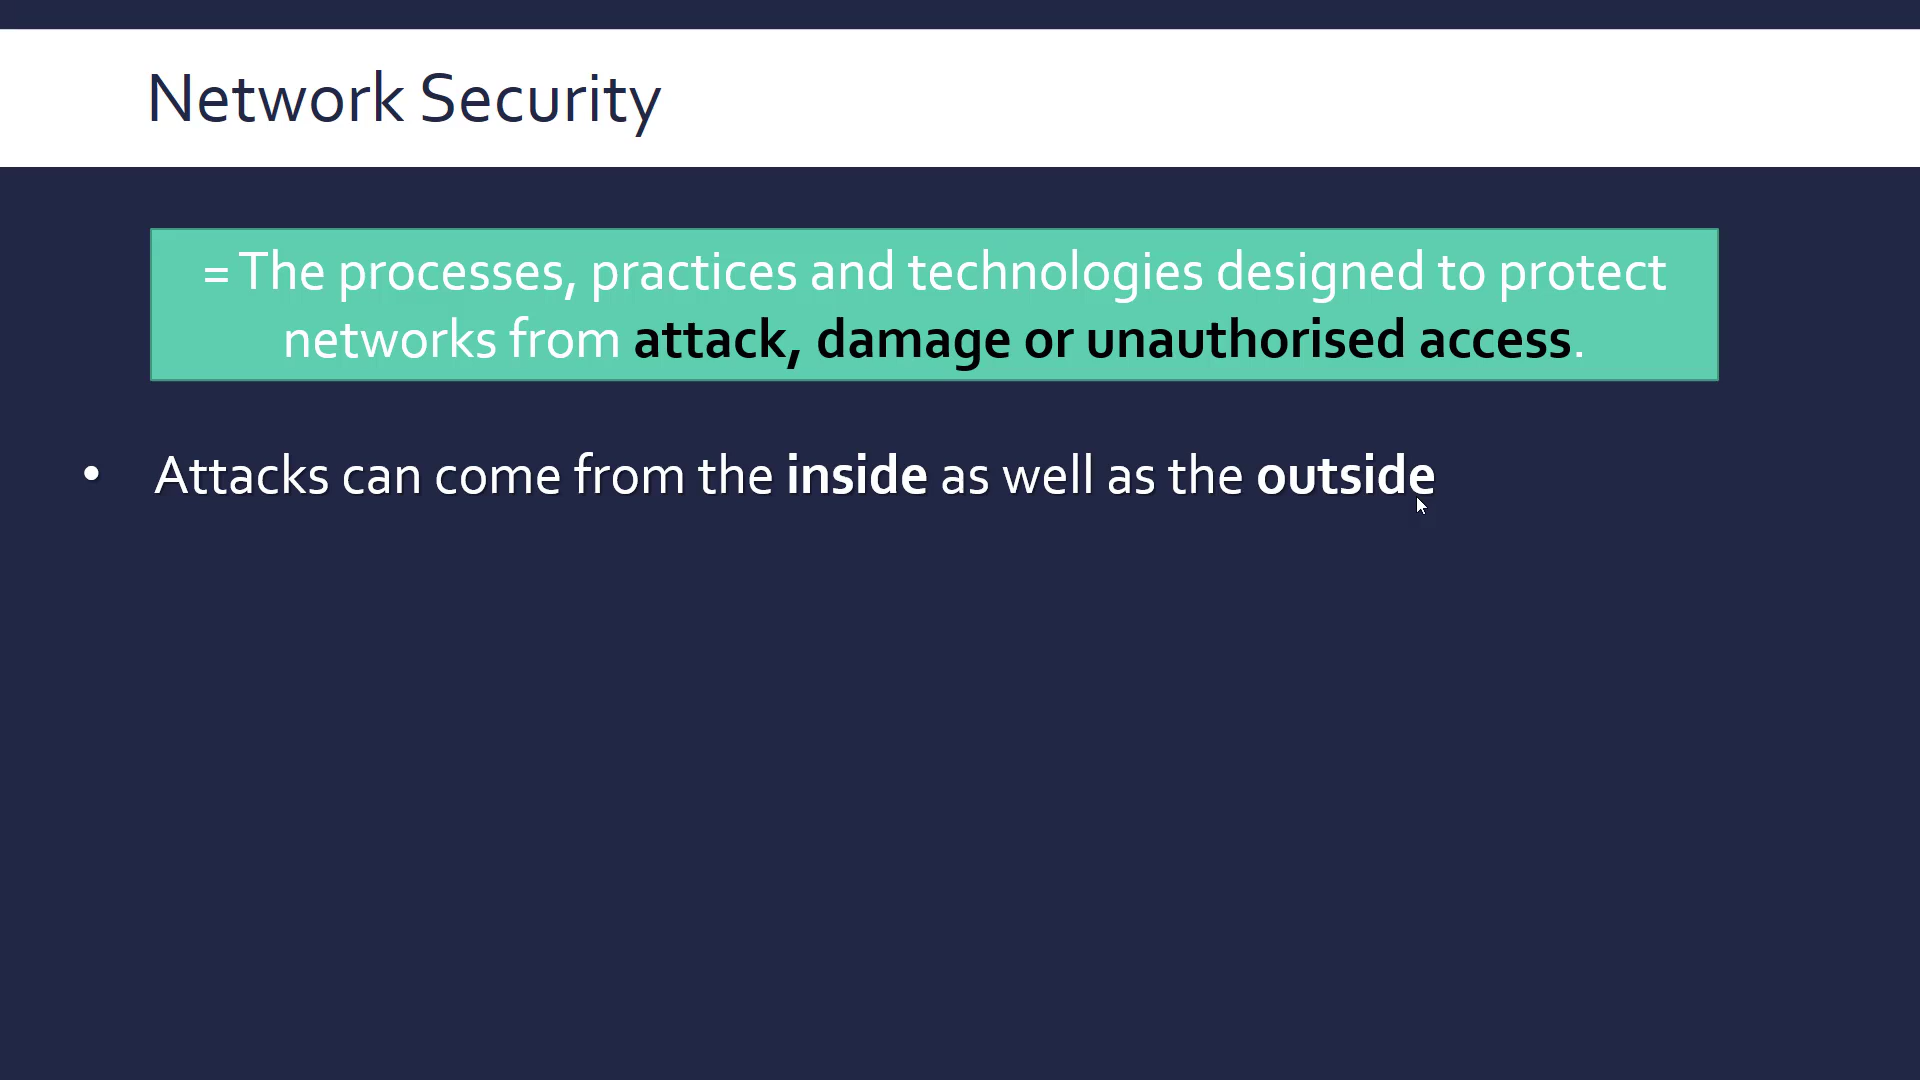 Network Security
= The processes, practices and technologies designed to protect
networks from attack, damage or unauthorised access.
• Attacks can come from the inside as well as the outside